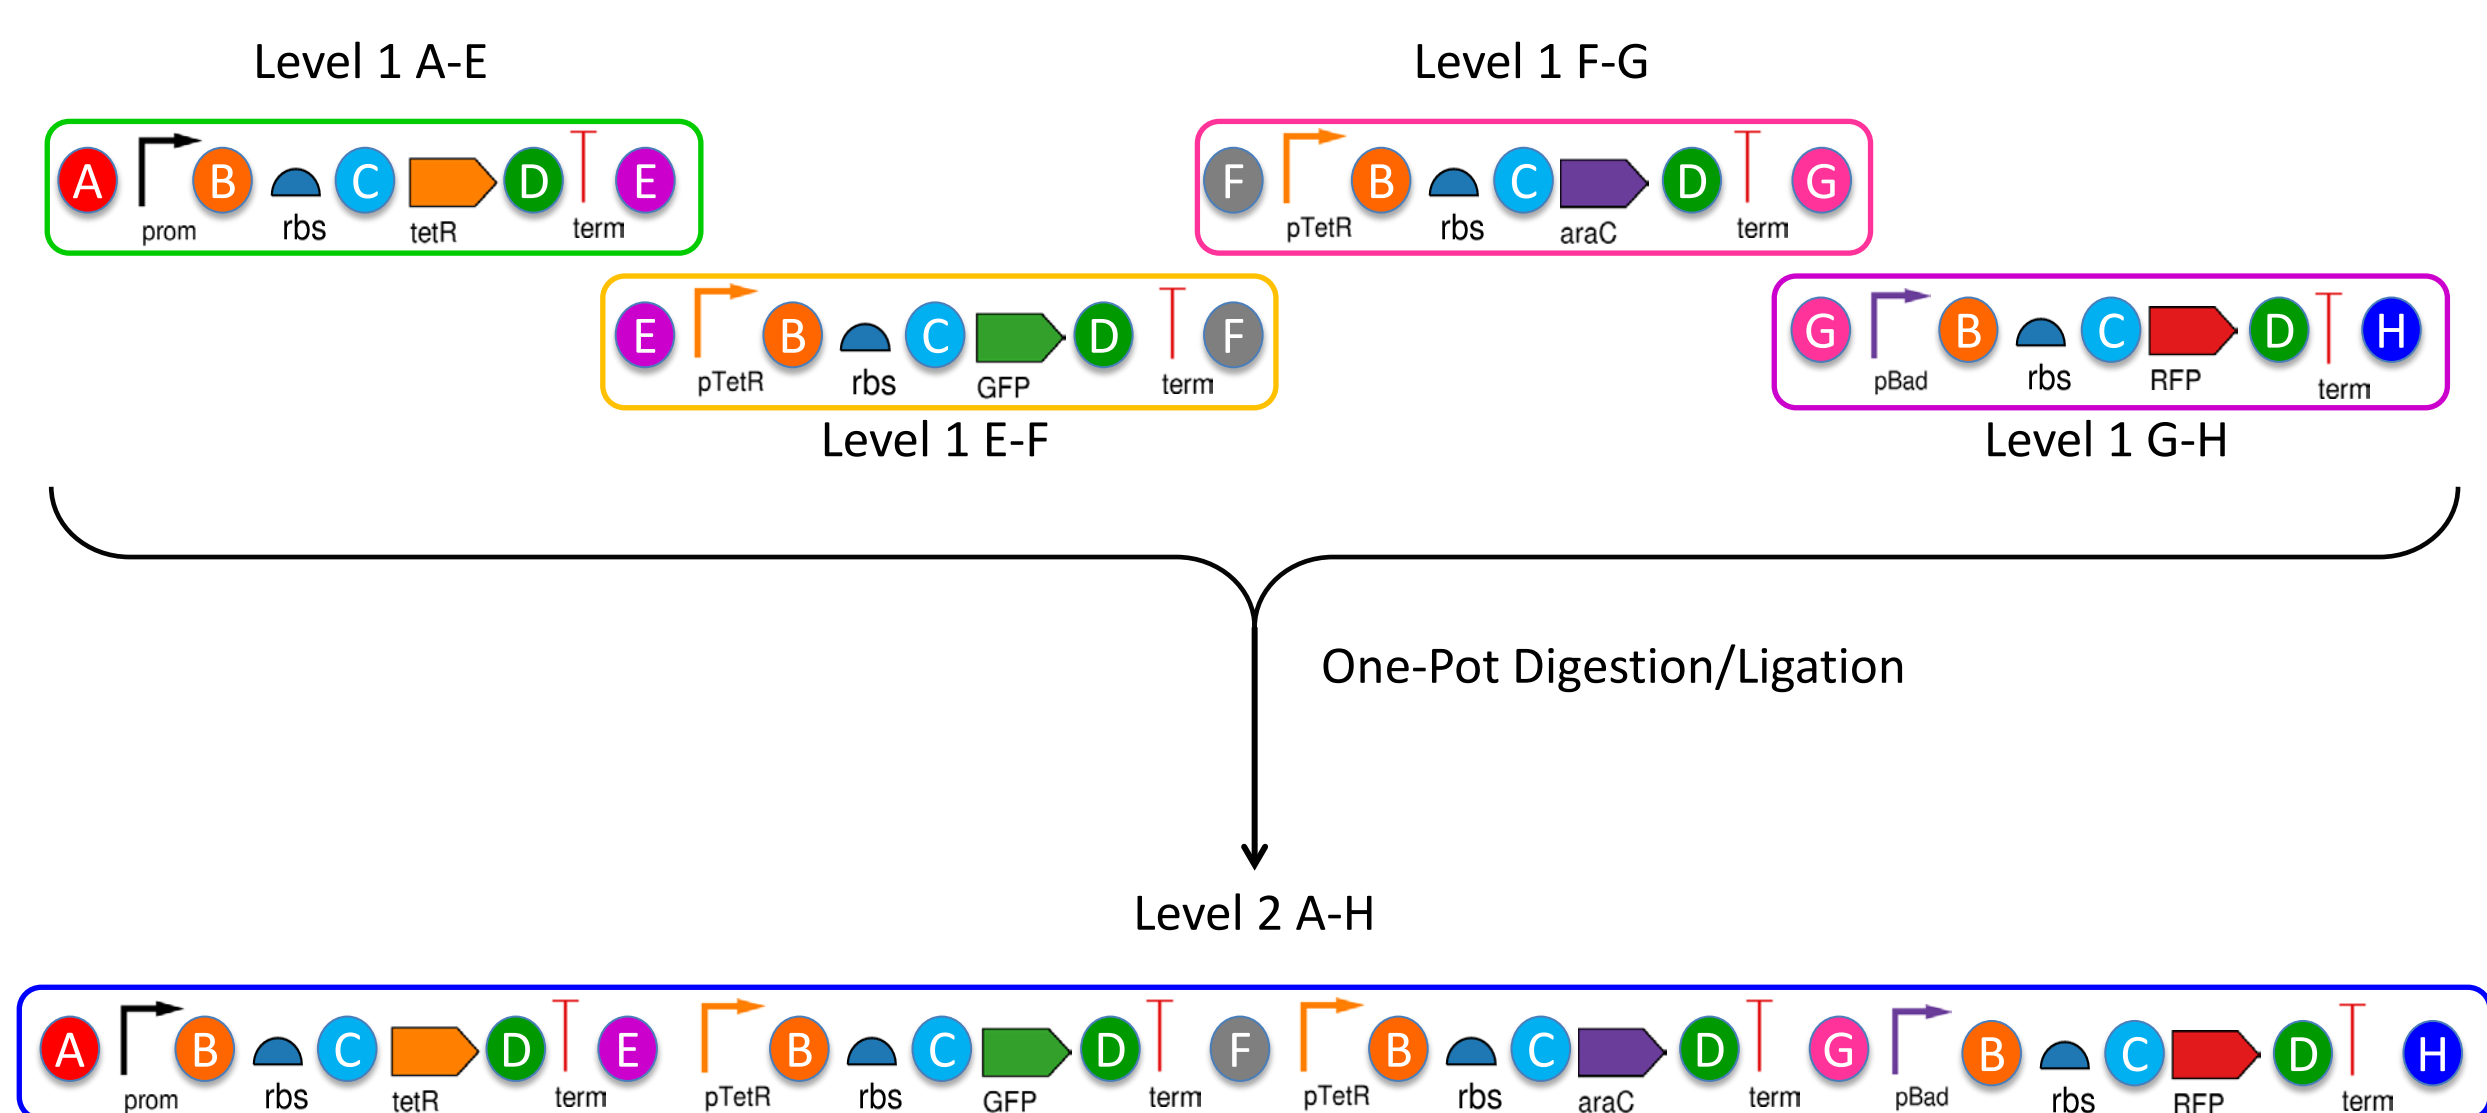 Level 1 A-E
Level 1 F-G
A B C D E
prom rbs tetR term
F B C D G
pTetR rbs araC term
E B C D F
pTetR rbs GFP term
G B C D H
pBad rbs RFP term
Level 1 E-F
Level 1 G-H
One-Pot Digestion/Ligation
Level 2 A-H
A B C D E B C D F B C D G B C D H
prom rbs tetR term pTetR rbs GFP term pTetR rbs araC term pBad rbs RFP term